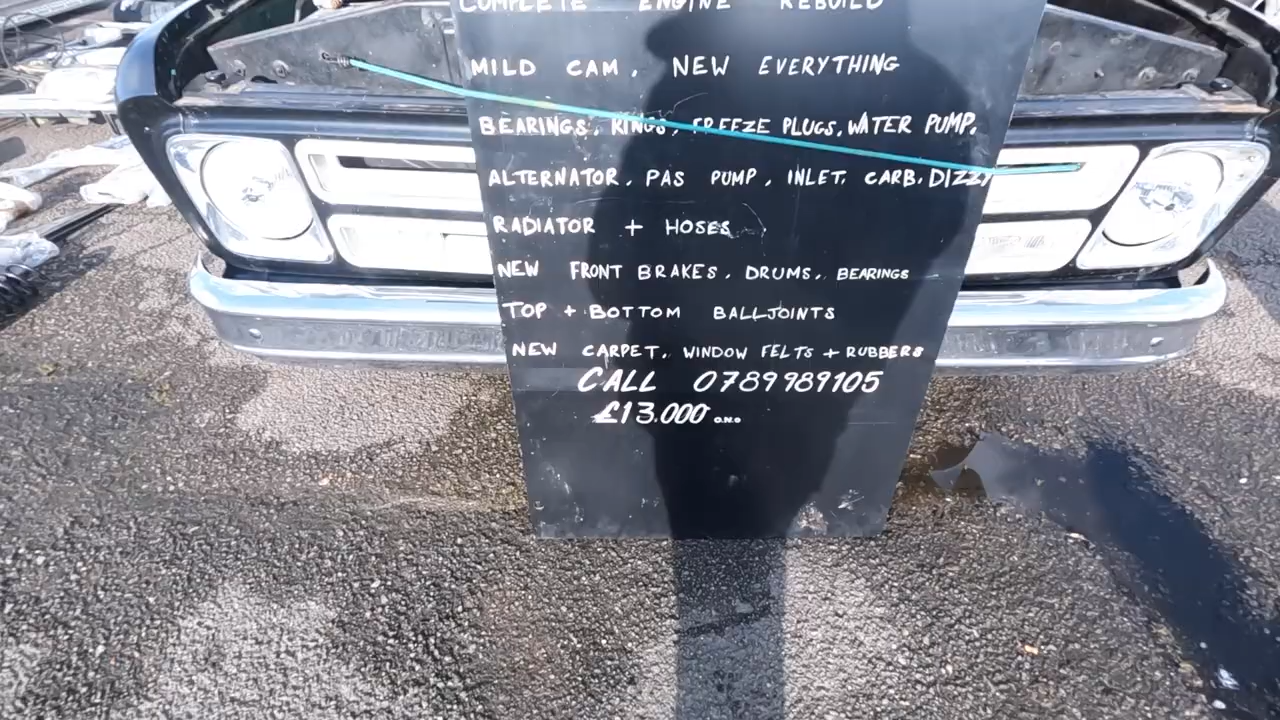 COMPLETE ENGINE REBUILD
MILD CAM. NEW EVERYTHING
BEARINGS, RINGS, FREEZE PLUGS, WATER PUMP,
ALTERNATOR, PAS PUMP, INLET, CARB, DIZZY
RADIATOR + HOSES
NEW FRONT BRAKES, DRUMS, BEARINGS
TOP + BOTTOM BALLJOINTS
NEW CARPET, WINDOW FELTS + RUBBERS
CALL 0789989105
£13.000 O.N.O